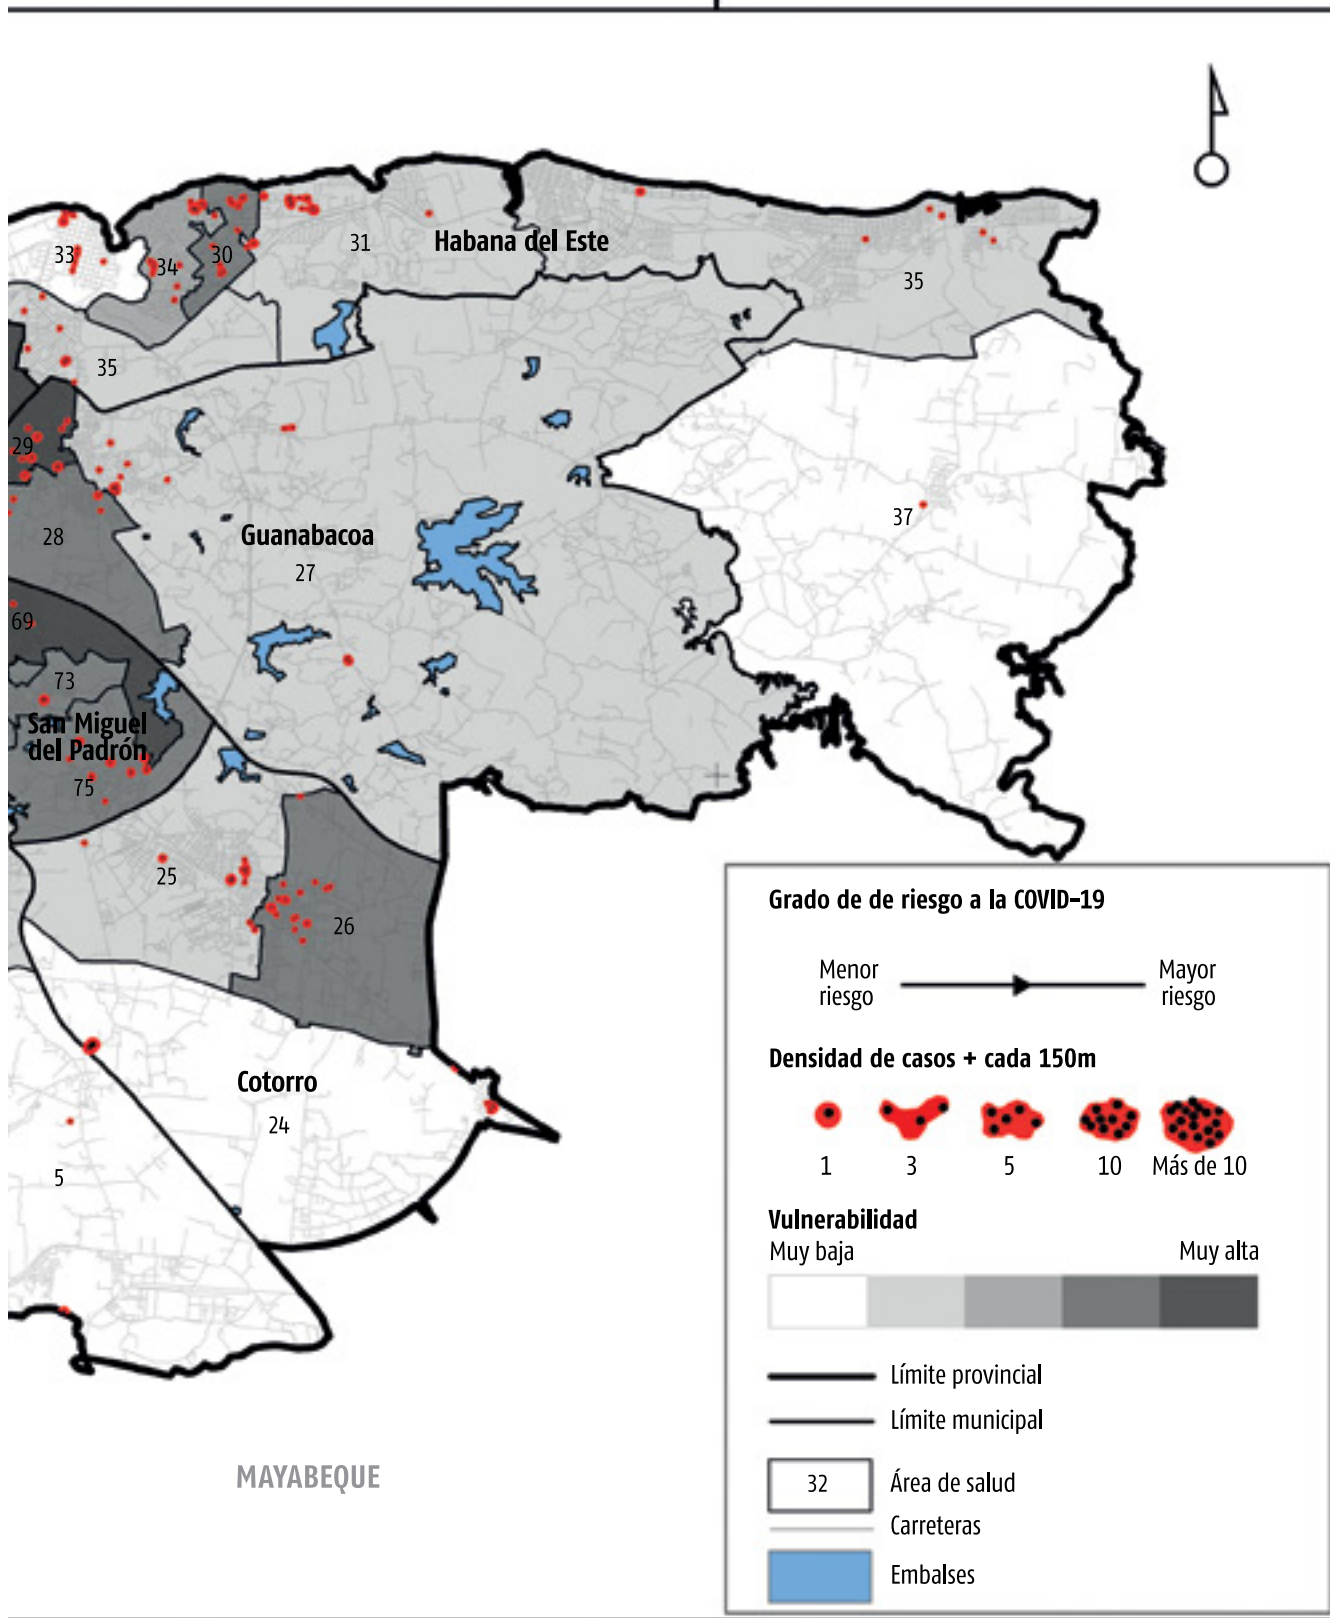 33
34
30
31
Habana del Este
35
35
29
37
28
Guanabacoa
27
69
73
San Miguel
del Padrón
75
25
26
Cotorro
24
5
MAYABEQUE
Grado de de riesgo a la COVID-19
Menor
riesgo
Mayor
riesgo
Densidad de casos + cada 150m
1
3
5
10
Más de 10
Vulnerabilidad
Muy baja
Muy alta
Límite provincial
Límite municipal
32
Área de salud
Carreteras
Embalses